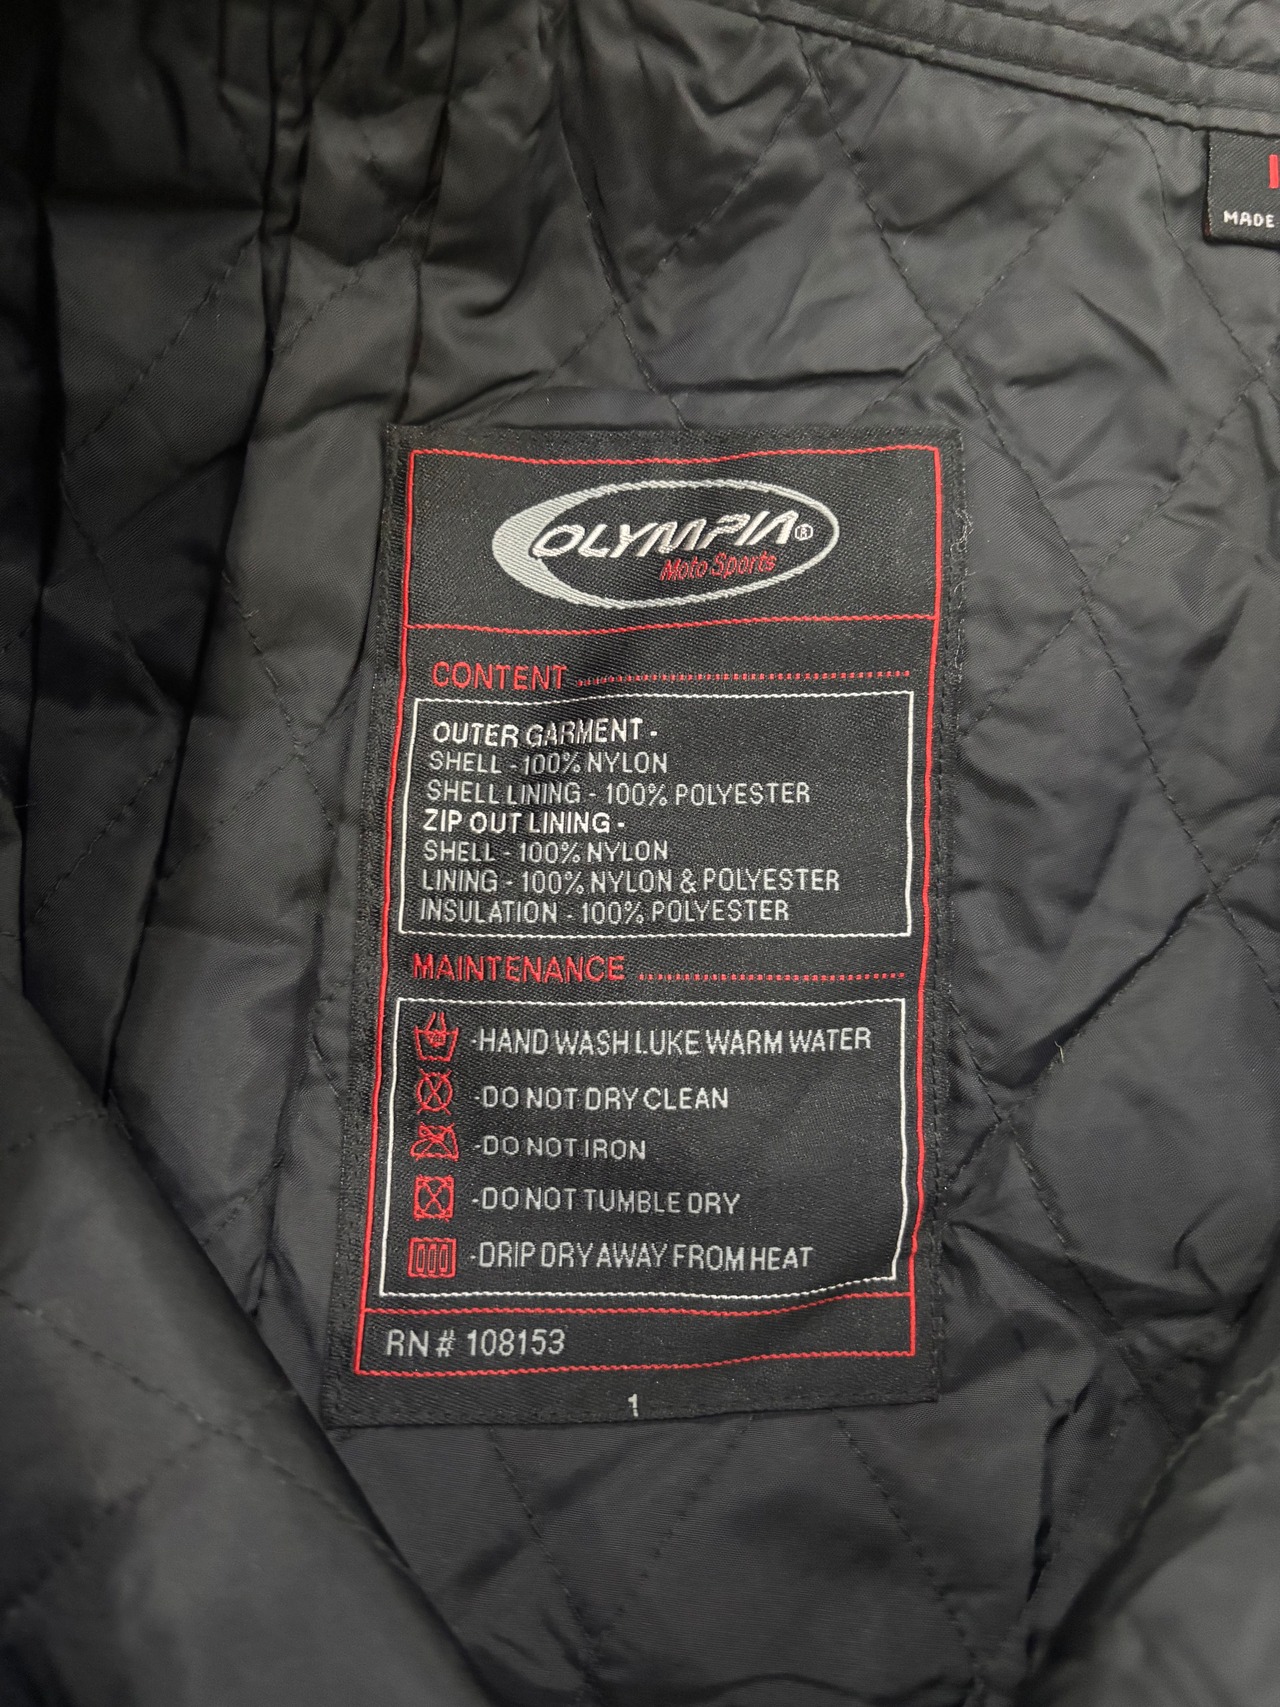 MADE
OLYMPIA®
Moto Sports
CONTENT
OUTER GARMENT -
SHELL - 100% NYLON
SHELL LINING - 100% POLYESTER
ZIP OUT LINING -
SHELL - 100% NYLON
LINING - 100% NYLON & POLYESTER
INSULATION - 100% POLYESTER
MAINTENANCE
-HAND WASH LUKE WARM WATER
-DO NOT DRY CLEAN
-DO NOT IRON
-DO NOT TUMBLE DRY
-DRIP DRY AWAY FROM HEAT
RN # 108153
1